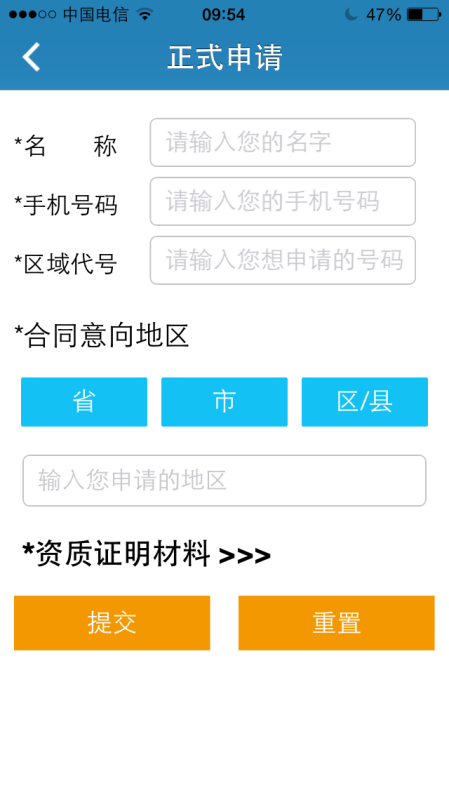 中国电信 09:54 47%
正式申请
*名 称 请输入您的名字
*手机号码 请输入您的手机号码
*区域代号 请输入您想申请的号码
*合同意向地区
省 市 区/县
输入您申请的地区
*资质证明材料 >>>
提交 重置